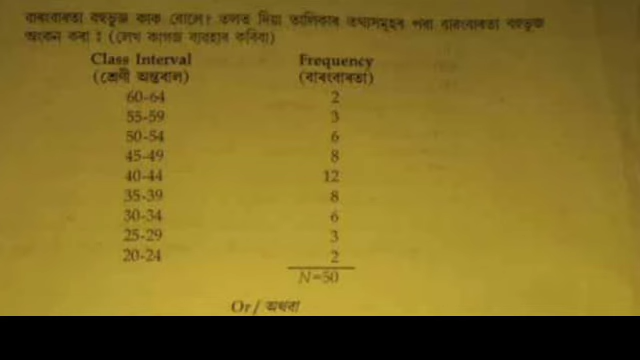 বাৰংবাৰতা বহুভুজ কাক বোলে? তলত দিয়া তালিকাৰ তথ্যসমূহৰ পৰা বাৰংবাৰতা বহুভুজ
অংকন কৰা : (লেখ কাগজ ব্যৱহাৰ কৰিবা)
Class Interval Frequency
(শ্ৰেণী অন্তৰাল) (বাৰংবাৰতা)
60-64 2
55-59 3
50-54 6
45-49 8
40-44 12
35-39 8
30-34 6
25-29 3
20-24 2
N=50
Or / অথবা